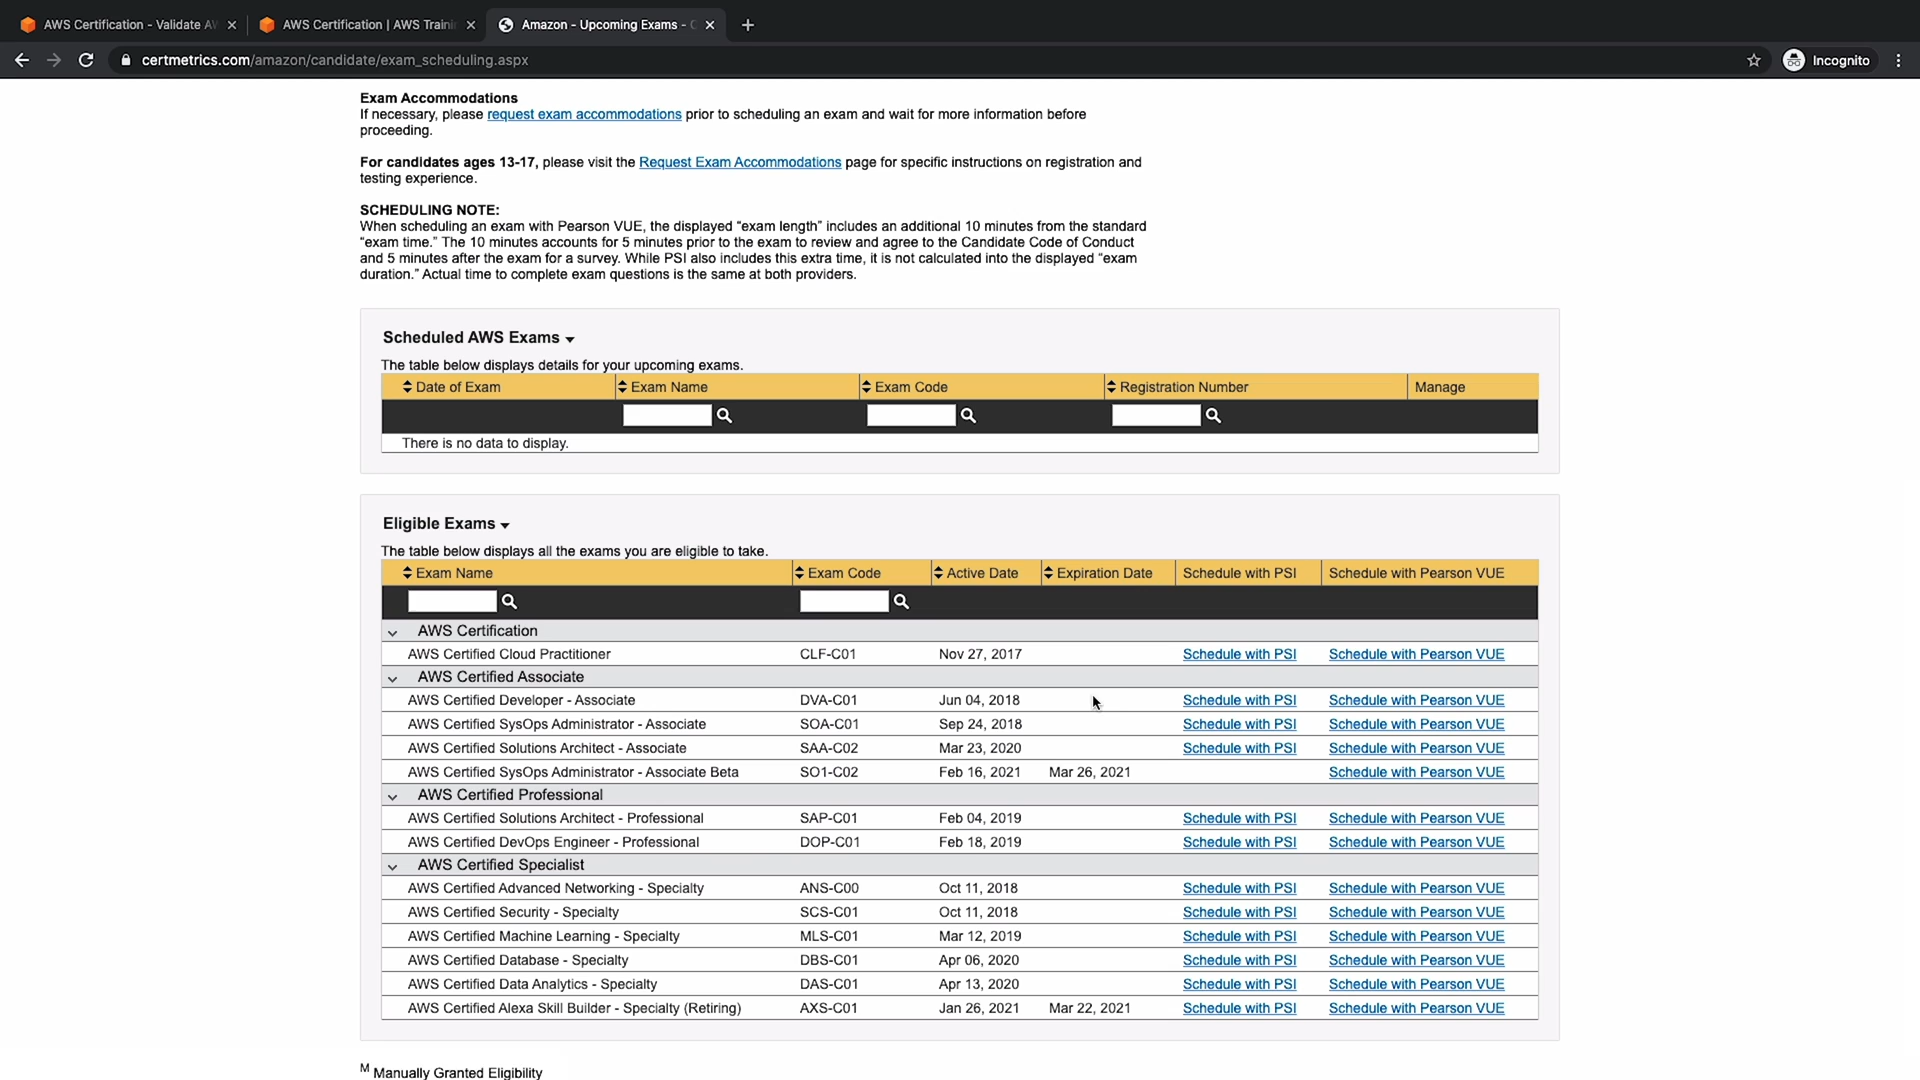 AWS Certification - Validate AW
AWS Certification | AWS Traini
Amazon - Upcoming Exams -
certmetrics.com/amazon/candidate/exam_scheduling.aspx
Incognito
Exam Accommodations
If necessary, please request exam accommodations prior to scheduling an exam and wait for more information before
proceeding.
For candidates ages 13-17, please visit the Request Exam Accommodations page for specific instructions on registration and
testing experience.
SCHEDULING NOTE:
When scheduling an exam with Pearson VUE, the displayed “exam length” includes an additional 10 minutes from the standard
“exam time.” The 10 minutes accounts for 5 minutes prior to the exam to review and agree to the Candidate Code of Conduct
and 5 minutes after the exam for a survey. While PSI also includes this extra time, it is not calculated into the displayed “exam
duration.” Actual time to complete exam questions is the same at both providers.
Scheduled AWS Exams
The table below displays details for your upcoming exams.
Date of Exam Exam Name Exam Code Registration Number Manage
There is no data to display.
Eligible Exams
The table below displays all the exams you are eligible to take.
Exam Name Exam Code Active Date Expiration Date Schedule with PSI Schedule with Pearson VUE
AWS Certification
AWS Certified Cloud Practitioner CLF-C01 Nov 27, 2017 Schedule with PSI Schedule with Pearson VUE
AWS Certified Associate
AWS Certified Developer - Associate DVA-C01 Jun 04, 2018 Schedule with PSI Schedule with Pearson VUE
AWS Certified SysOps Administrator - Associate SOA-C01 Sep 24, 2018 Schedule with PSI Schedule with Pearson VUE
AWS Certified Solutions Architect - Associate SAA-C02 Mar 23, 2020 Schedule with PSI Schedule with Pearson VUE
AWS Certified SysOps Administrator - Associate Beta SO1-C02 Feb 16, 2021 Mar 26, 2021 Schedule with Pearson VUE
AWS Certified Professional
AWS Certified Solutions Architect - Professional SAP-C01 Feb 04, 2019 Schedule with PSI Schedule with Pearson VUE
AWS Certified DevOps Engineer - Professional DOP-C01 Feb 18, 2019 Schedule with PSI Schedule with Pearson VUE
AWS Certified Specialist
AWS Certified Advanced Networking - Specialty ANS-C00 Oct 11, 2018 Schedule with PSI Schedule with Pearson VUE
AWS Certified Security - Specialty SCS-C01 Oct 11, 2018 Schedule with PSI Schedule with Pearson VUE
AWS Certified Machine Learning - Specialty MLS-C01 Mar 12, 2019 Schedule with PSI Schedule with Pearson VUE
AWS Certified Database - Specialty DBS-C01 Apr 06, 2020 Schedule with PSI Schedule with Pearson VUE
AWS Certified Data Analytics - Specialty DAS-C01 Apr 13, 2020 Schedule with PSI Schedule with Pearson VUE
AWS Certified Alexa Skill Builder - Specialty (Retiring) AXS-C01 Jan 26, 2021 Mar 22, 2021 Schedule with PSI Schedule with Pearson VUE
M Manually Granted Eligibility